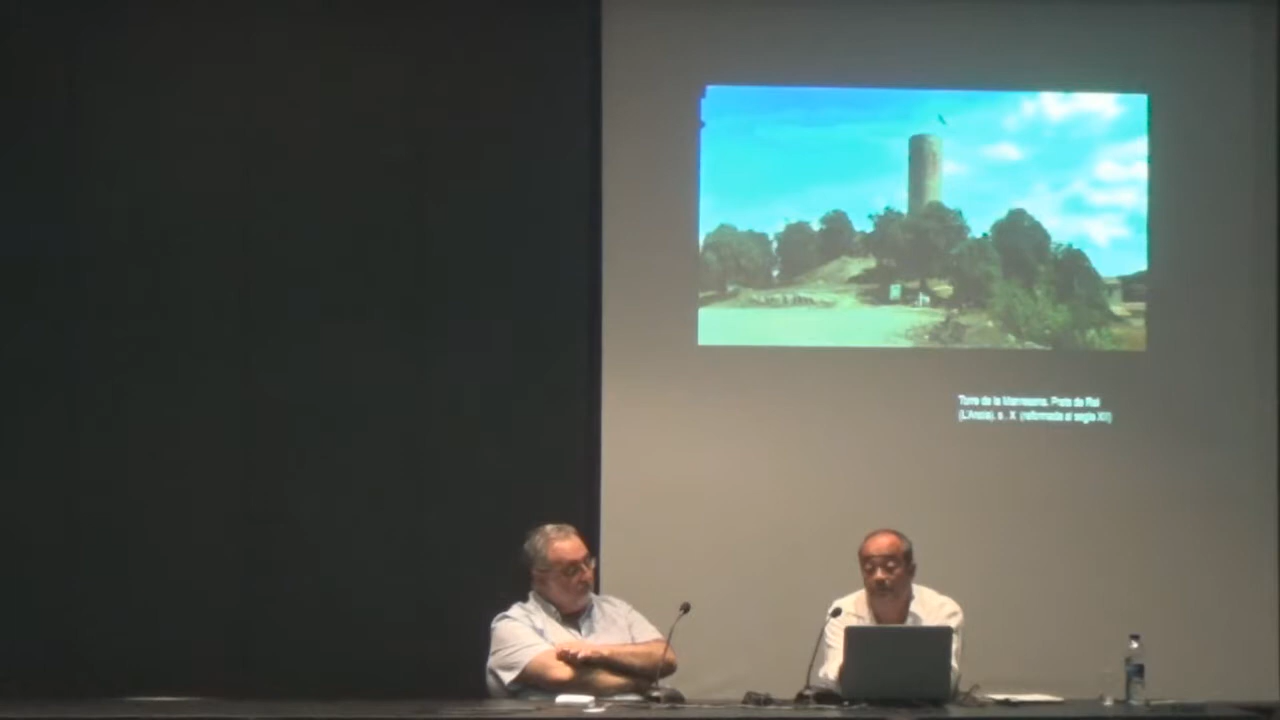 Torre de la Manresana. Prats de Rei
(L'Anoia). s. X (reformada al segle XII)